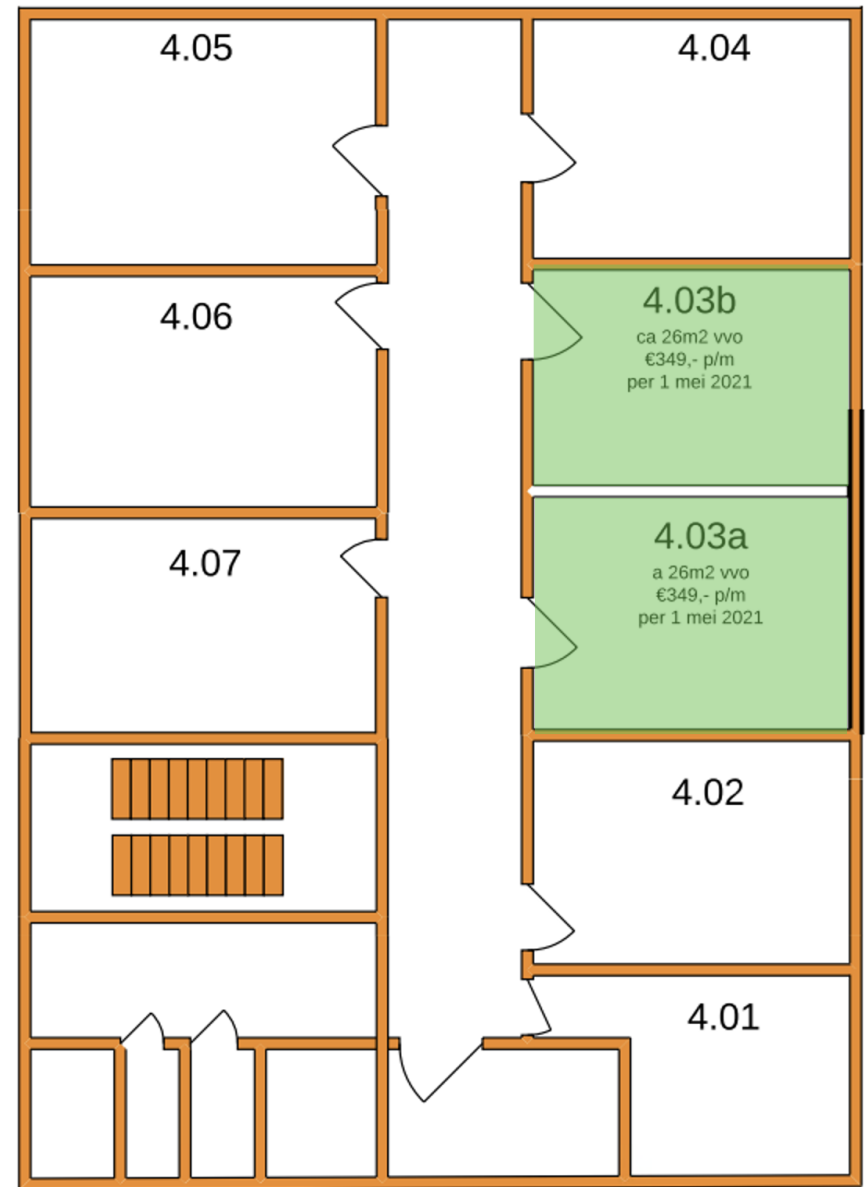 4.05
4.04
4.06
4.03b
ca 26m2 vvo
€349,- p/m
per 1 mei 2021
4.07
4.03a
a 26m2 vvo
€349,- p/m
per 1 mei 2021
4.02
4.01